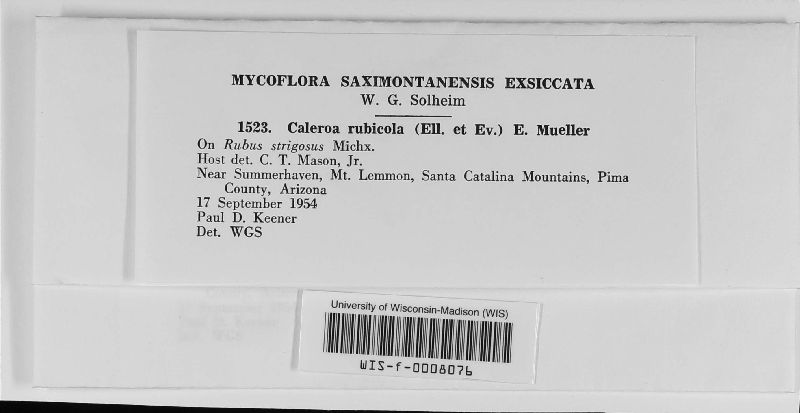 MYCOFLORA SAXIMONTANENSIS EXSICCATA
W. G. Solheim
1523. Caleroa rubicola (Ell. et Ev.) E. Mueller
On Rubus strigosus Michx.
Host det. C. T. Mason, Jr.
Near Summerhaven, Mt. Lemmon, Santa Catalina Mountains, Pima
County, Arizona
17 September 1954
Paul D. Keener
Det. WGS
University of Wisconsin-Madison (WIS)
WIS-f-0008076